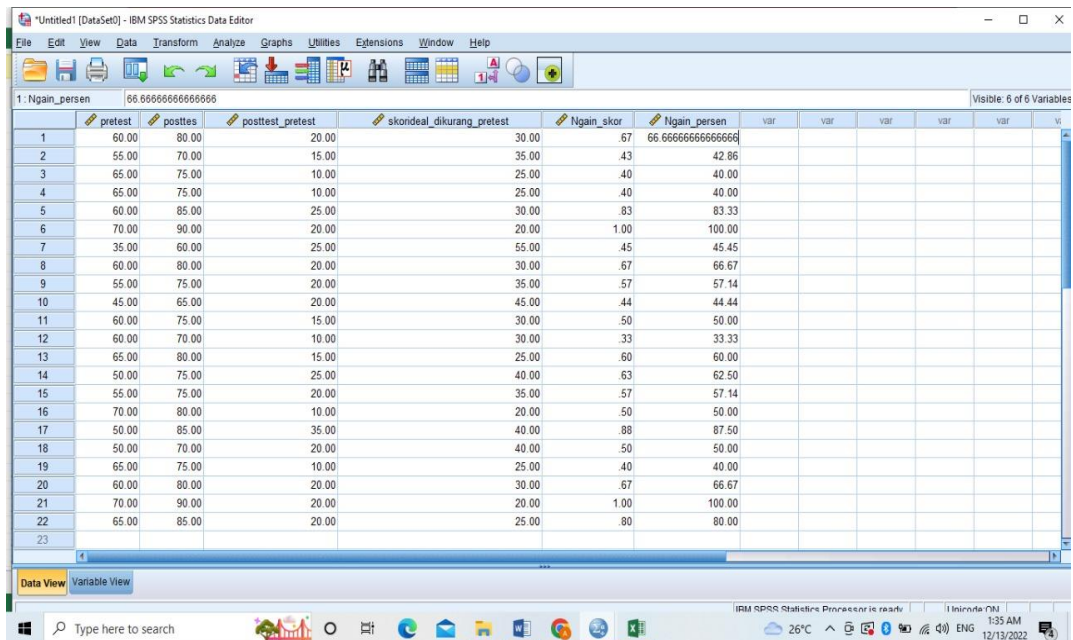 *Untitled1 [DataSet0] - IBM SPSS Statistics Data Editor
File Edit View Data Transform Analyze Graphs Utilities Extensions Window Help
1 : Ngain_persen 66.66666666666666 Visible: 6 of 6 Variables
pretest posttes posttest_pretest skorideal_dikurang_pretest Ngain_skor Ngain_persen var var var var var
1 60.00 80.00 20.00 30.00 .67 66.66666666666666
2 55.00 70.00 15.00 35.00 .43 42.86
3 65.00 75.00 10.00 25.00 .40 40.00
4 65.00 75.00 10.00 25.00 .40 40.00
5 60.00 85.00 25.00 30.00 .83 83.33
6 70.00 90.00 20.00 20.00 1.00 100.00
7 35.00 60.00 25.00 55.00 .45 45.45
8 60.00 80.00 20.00 30.00 .67 66.67
9 55.00 75.00 20.00 35.00 .57 57.14
10 45.00 65.00 20.00 45.00 .44 44.44
11 60.00 75.00 15.00 30.00 .50 50.00
12 60.00 70.00 10.00 30.00 .33 33.33
13 65.00 80.00 15.00 25.00 .60 60.00
14 50.00 75.00 25.00 40.00 .63 62.50
15 55.00 75.00 20.00 35.00 .57 57.14
16 70.00 80.00 10.00 20.00 .50 50.00
17 50.00 85.00 35.00 40.00 .88 87.50
18 50.00 70.00 20.00 40.00 .50 50.00
19 65.00 75.00 10.00 25.00 .40 40.00
20 60.00 80.00 20.00 30.00 .67 66.67
21 70.00 90.00 20.00 20.00 1.00 100.00
22 65.00 85.00 20.00 25.00 .80 80.00
23
Data View Variable View
IBM SPSS Statistics Processor is ready Unicode:ON
Type here to search 26°C ENG 1:35 AM
12/13/2022